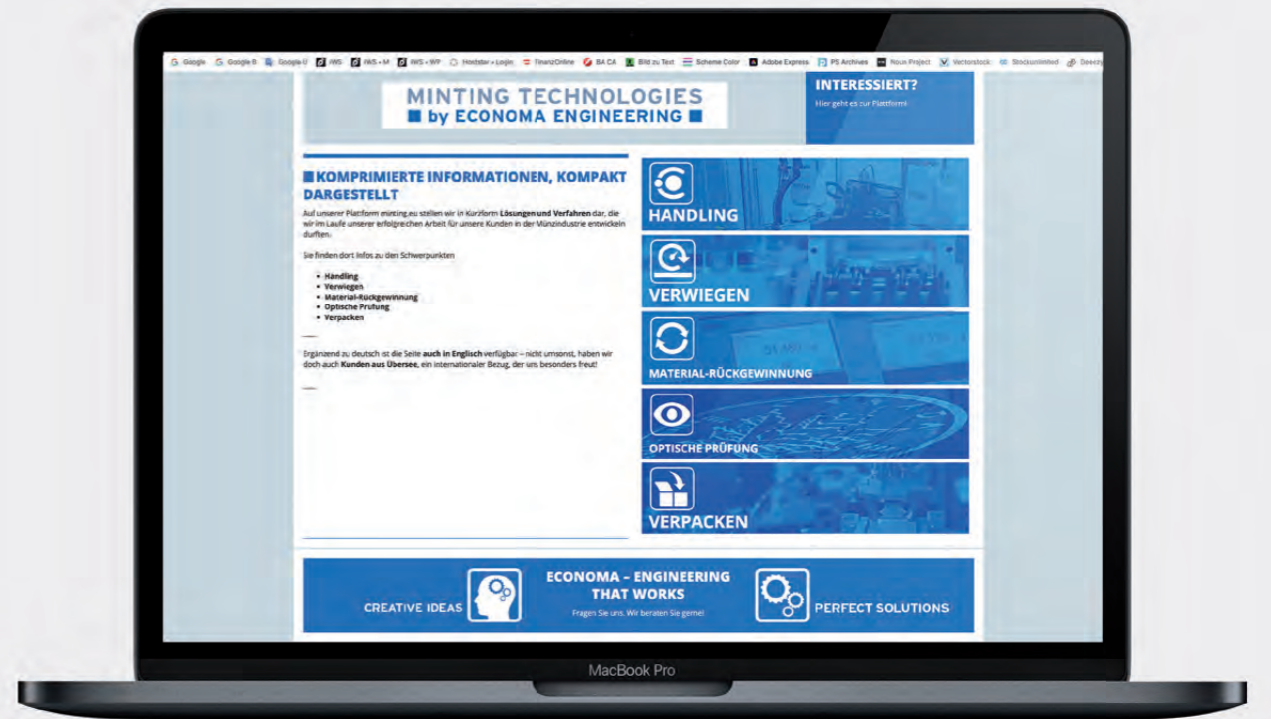 Google
Google B
Google Ü
IWS
IWS - M
IWS - WP
Hoststar » Login
FinanzOnline
BA CA
Bild zu Text
Scheme Color
Adobe Express
PS Archives
Noun Project
Vectorstock
Stockunlimited
MINTING TECHNOLOGIES
by ECONOMA ENGINEERING
INTERESSIERT?
Hier geht es zur Plattform!
KOMPRIMIERTE INFORMATIONEN, KOMPAKT
DARGESTELLT
Auf unserer Plattform minting.eu stellen wir in Kurzform Lösungen und Verfahren dar, die
wir im Laufe unserer erfolgreichen Arbeit für unsere Kunden in der Münzindustrie entwickeln
durften.
Sie finden dort Infos zu den Schwerpunkten
• Handling
• Verwiegen
• Material-Rückgewinnung
• Optische Prüfung
• Verpacken
Ergänzend zu deutsch ist die Seite auch in Englisch verfügbar – nicht umsonst, haben wir
doch auch Kunden aus Übersee, ein internationaler Bezug, der uns besonders freut!
HANDLING
VERWIEGEN
MATERIAL-RÜCKGEWINNUNG
OPTISCHE PRÜFUNG
VERPACKEN
CREATIVE IDEAS
ECONOMA – ENGINEERING
THAT WORKS
Fragen Sie uns. Wir beraten Sie gerne!
PERFECT SOLUTIONS
MacBook Pro